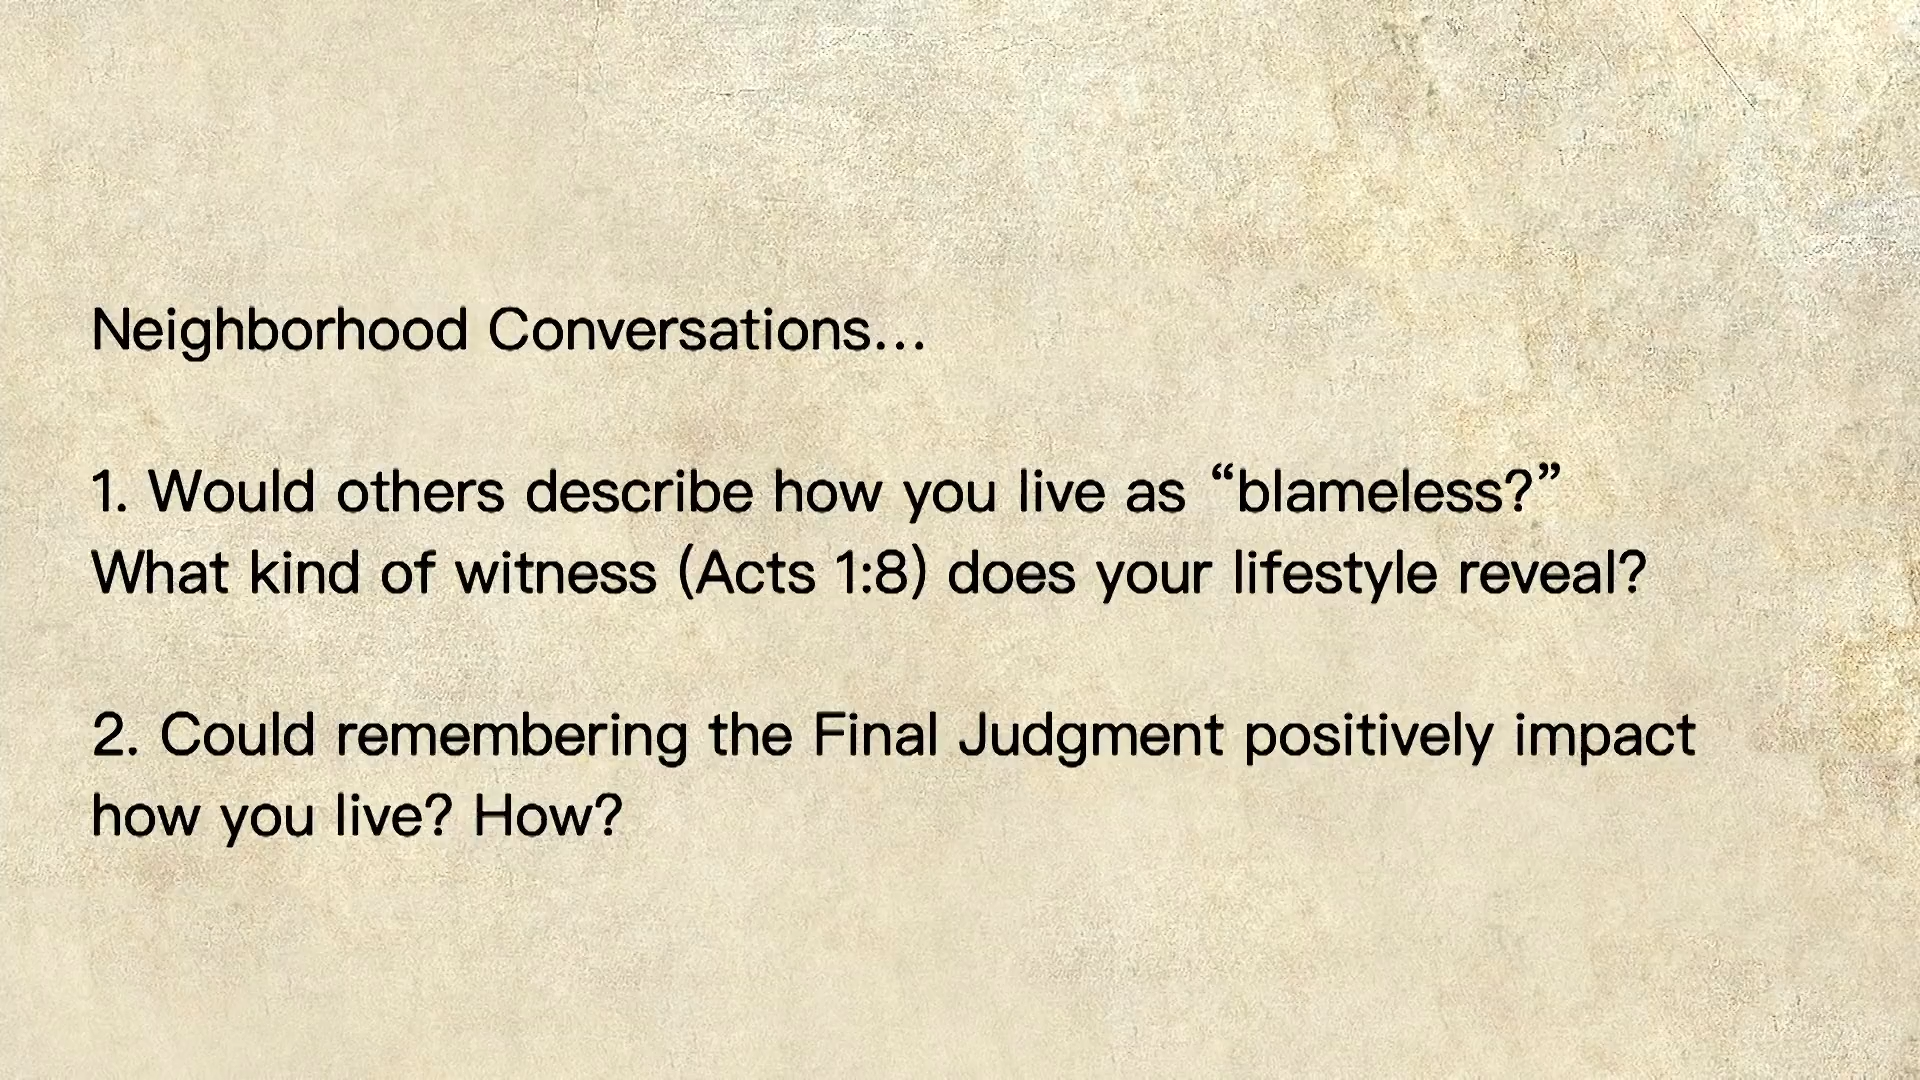 Neighborhood Conversations...
1. Would others describe how you live as “blameless?”
What kind of witness (Acts 1:8) does your lifestyle reveal?
2. Could remembering the Final Judgment positively impact
how you live? How?